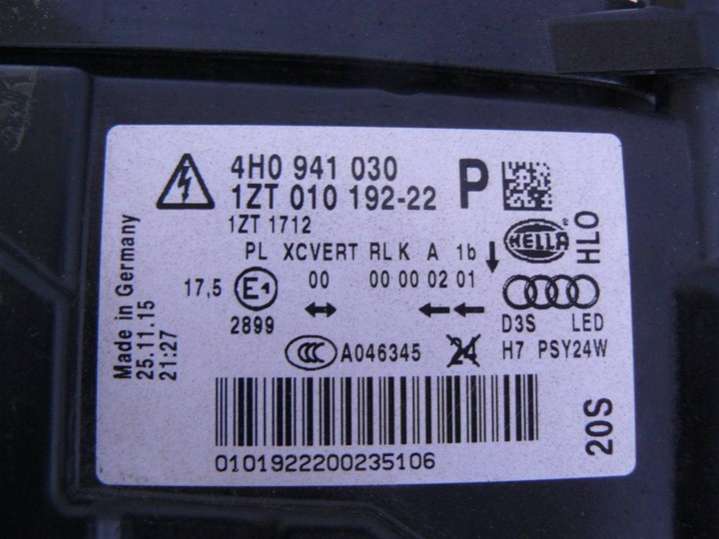 4H0 941 030
1ZT 010 192-22
P
1ZT 1712
HELLA
HLO
PL XCVERT RL K A 1b
17,5 E1 00 00 00 02 01
2899
D3S LED
CCC A046345 24 H7 PSY24W
Made in Germany
25.11.15
21:27
20S
0101922200235106